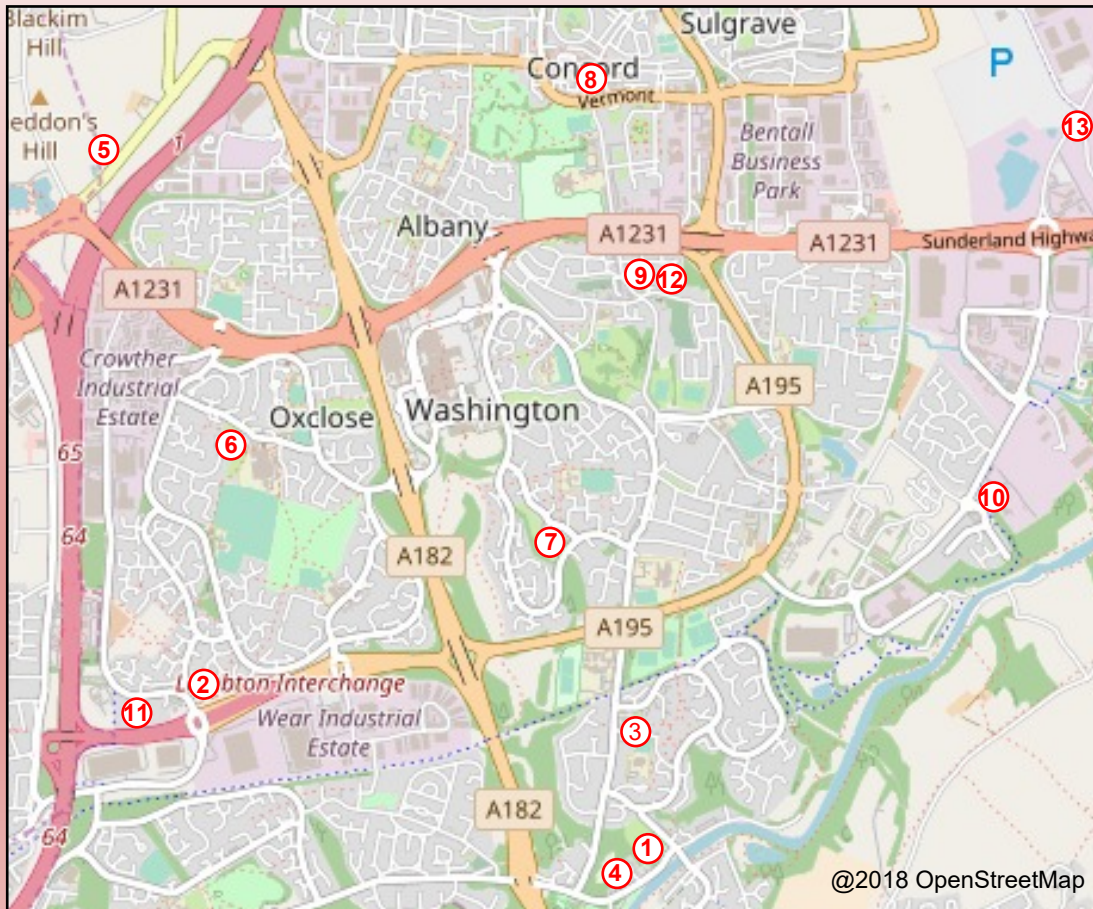 Blackim
Hill
Sulgrave
Concord
8
Vermont
P
eddon's
Hill
5
1
13
Bentall
Business
Park
Albany
A1231
A1231
Sunderland Highwa
9
12
A1231
Crowther
Industrial
Estate
A195
Oxclose
Washington
6
65
10
64
7
A182
A195
2
Lambton Interchange
11
Wear Industrial
Estate
3
A182
64
1
4
@2018 OpenStreetMap